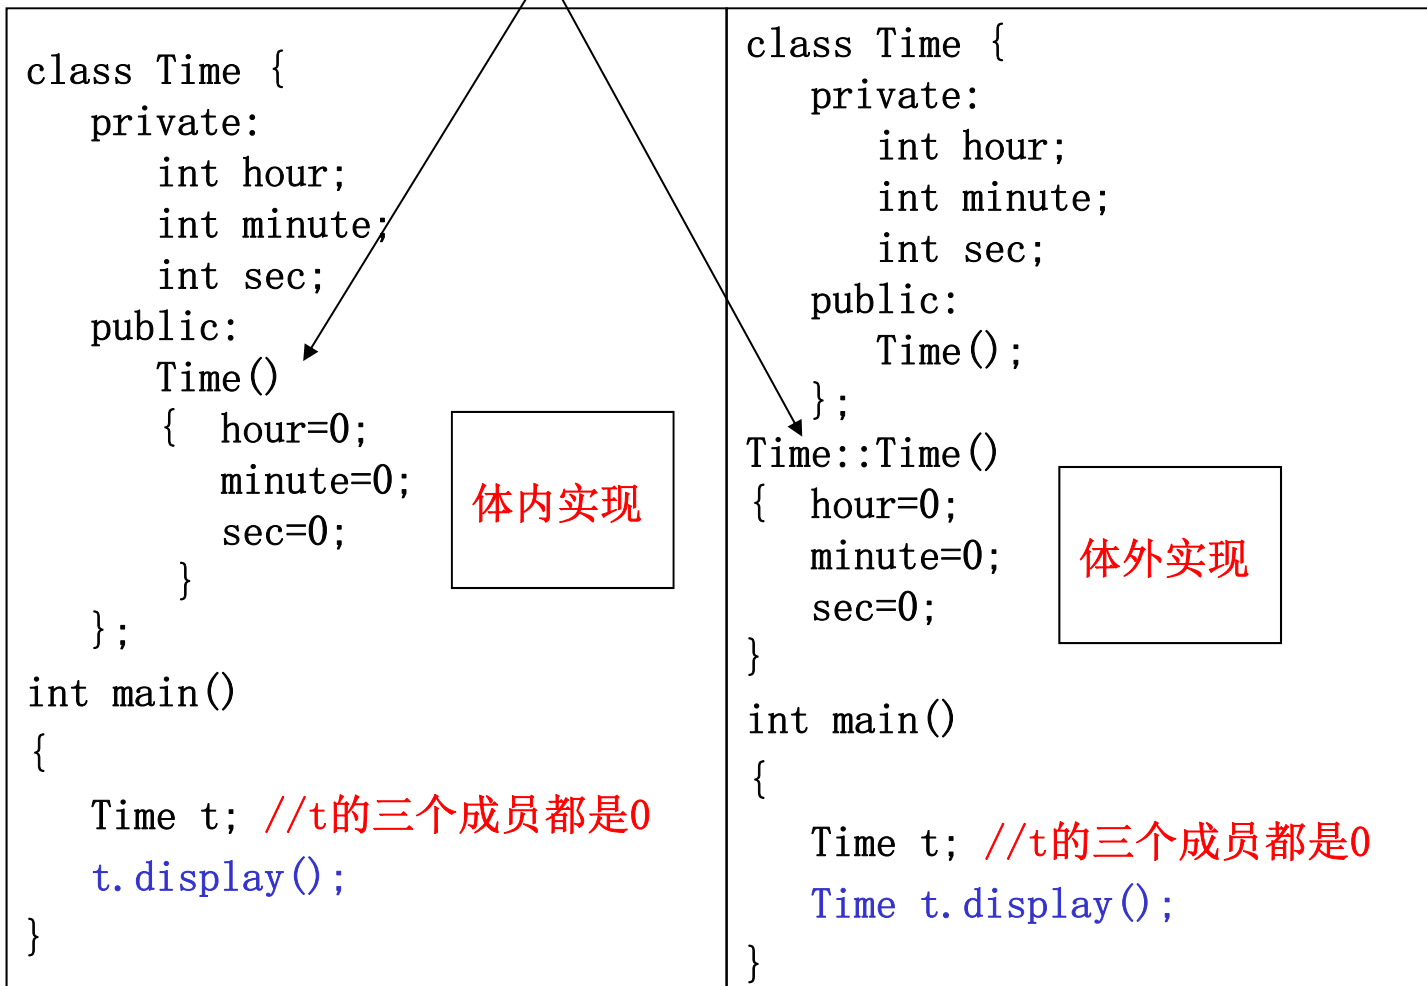 class Time {
private:
int hour;
int minute;
int sec;
public:
Time()
{ hour=0;
minute=0;
sec=0;
}
};
int main()
{
Time t; //t的三个成员都是0
t.display();
}
体内实现
class Time {
private:
int hour;
int minute;
int sec;
public:
Time();
};
Time::Time()
{ hour=0;
minute=0;
sec=0;
}
int main()
{
Time t; //t的三个成员都是0
Time t.display();
}
体外实现